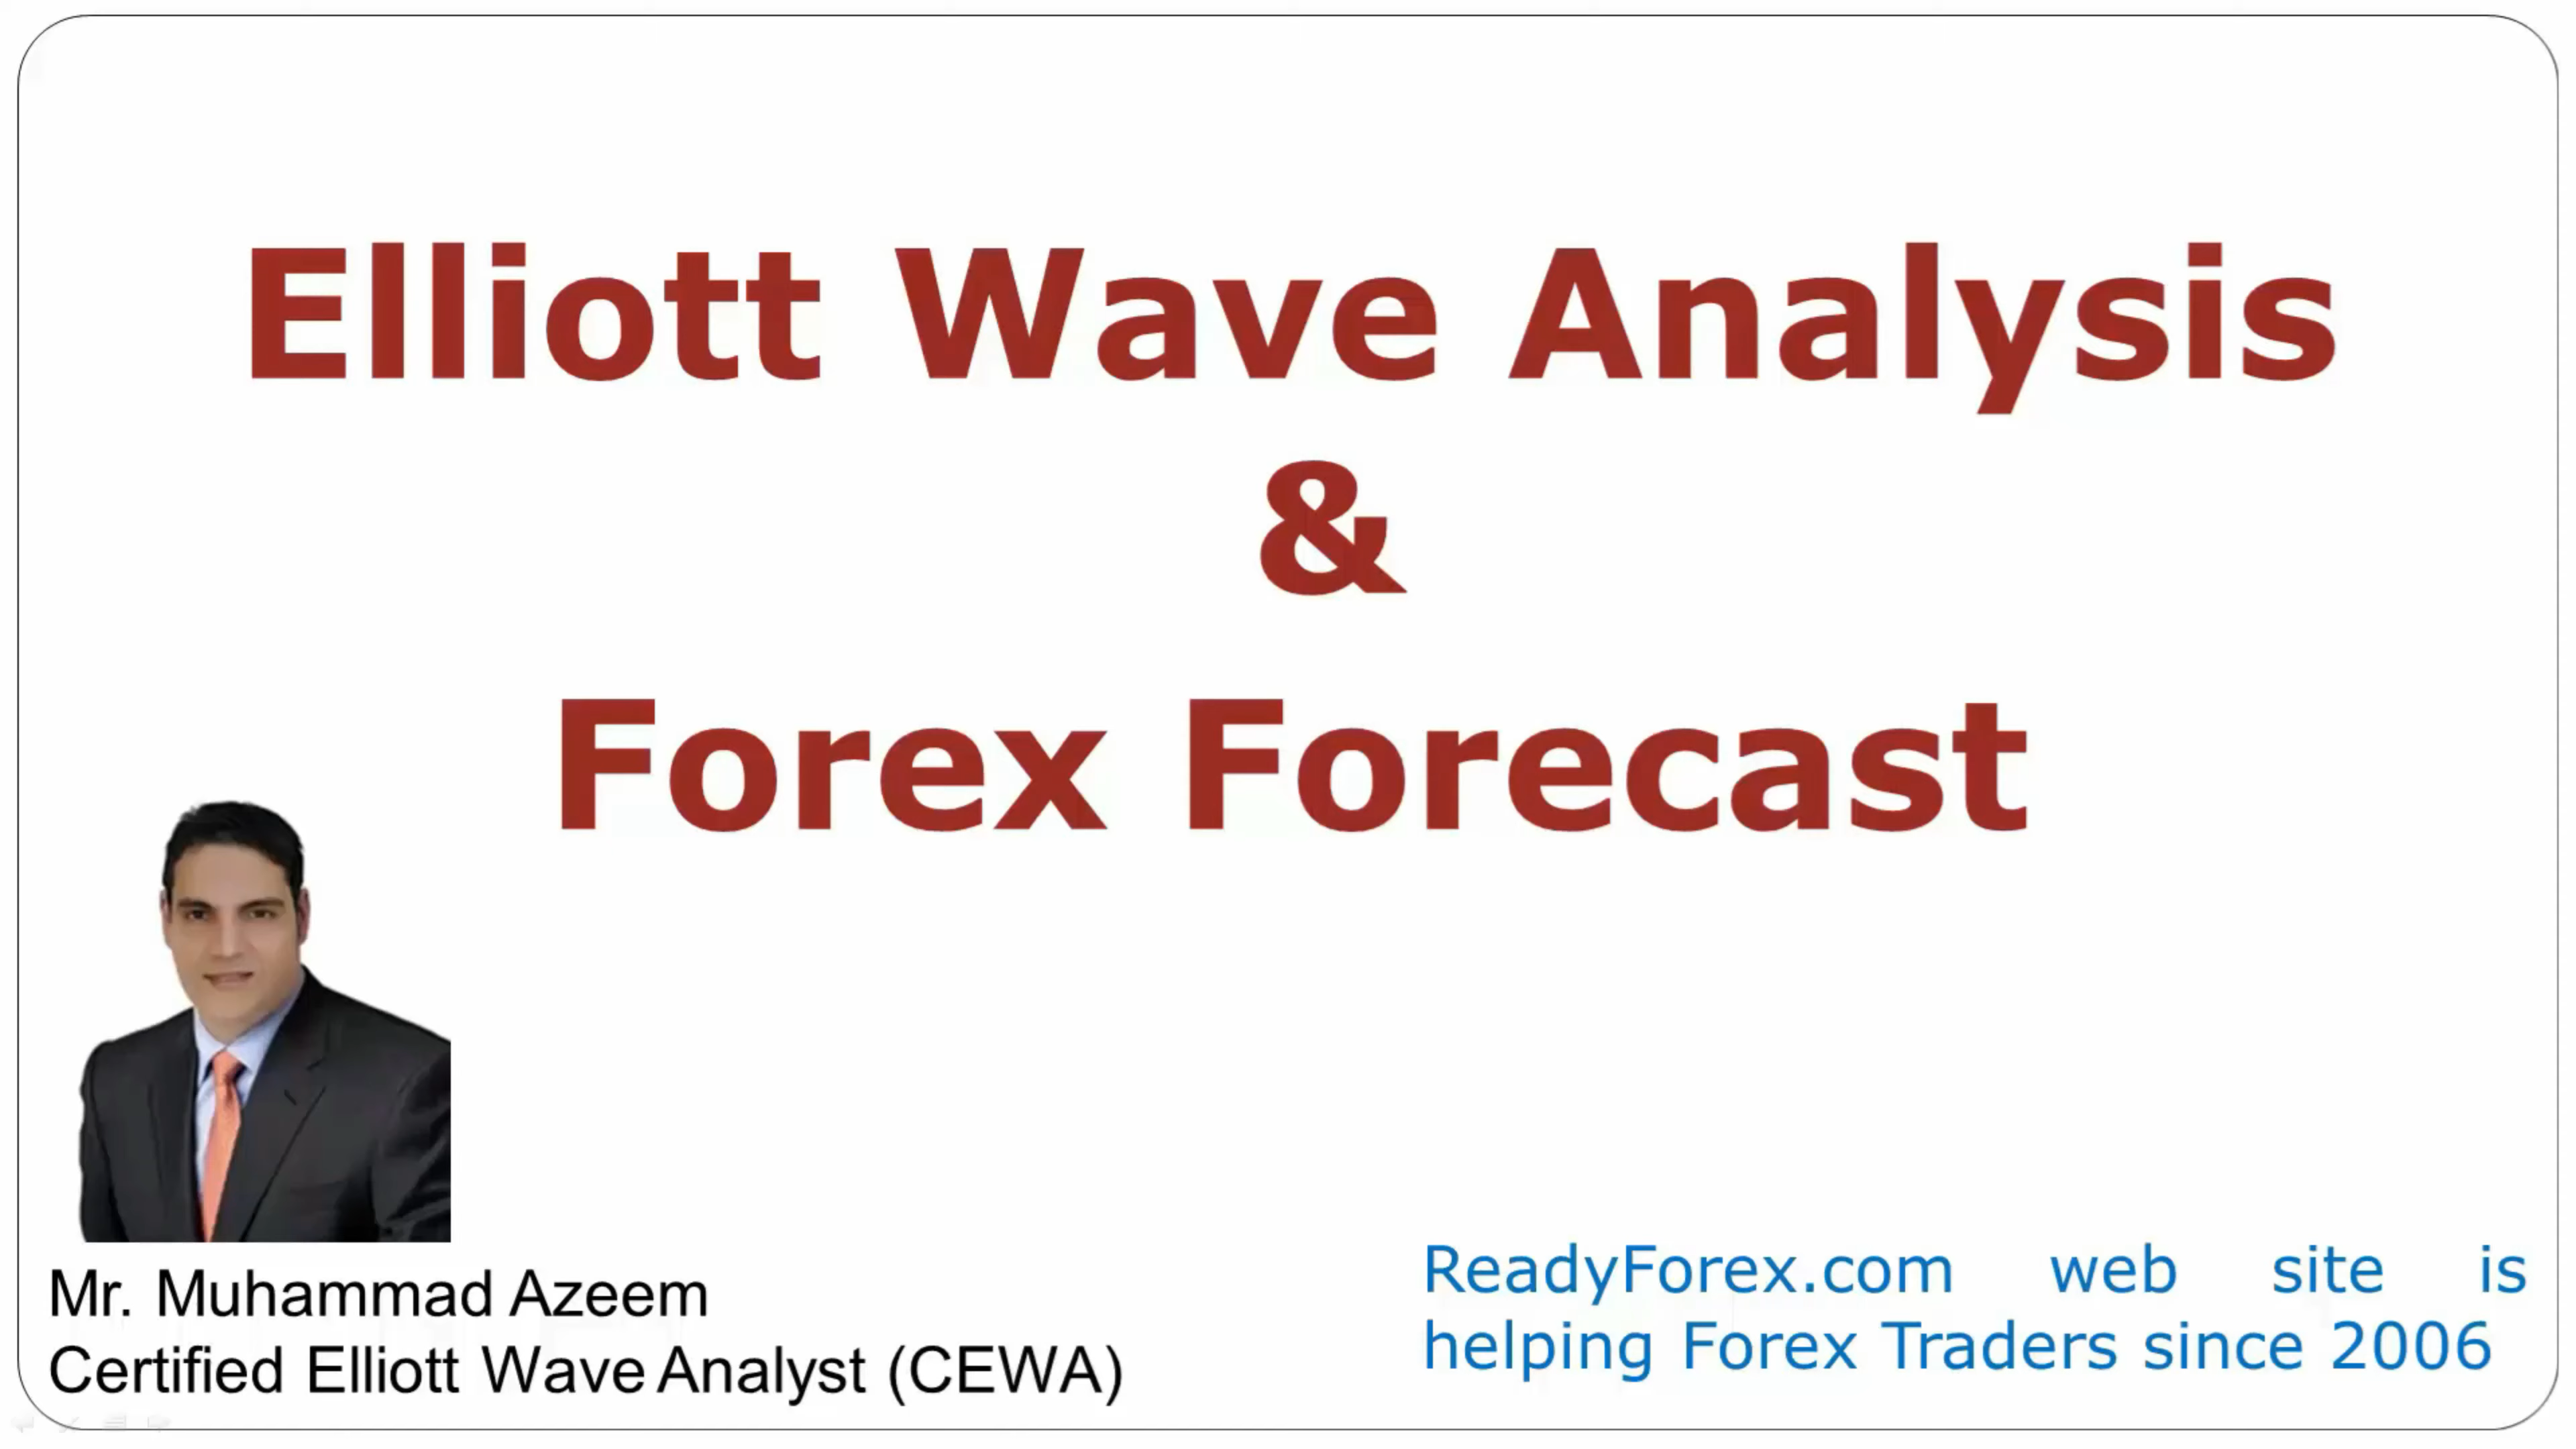 Elliott Wave Analysis
&
Forex Forecast
Mr. Muhammad Azeem
Certified Elliott Wave Analyst (CEWA)
ReadyForex.com web site is
helping Forex Traders since 2006